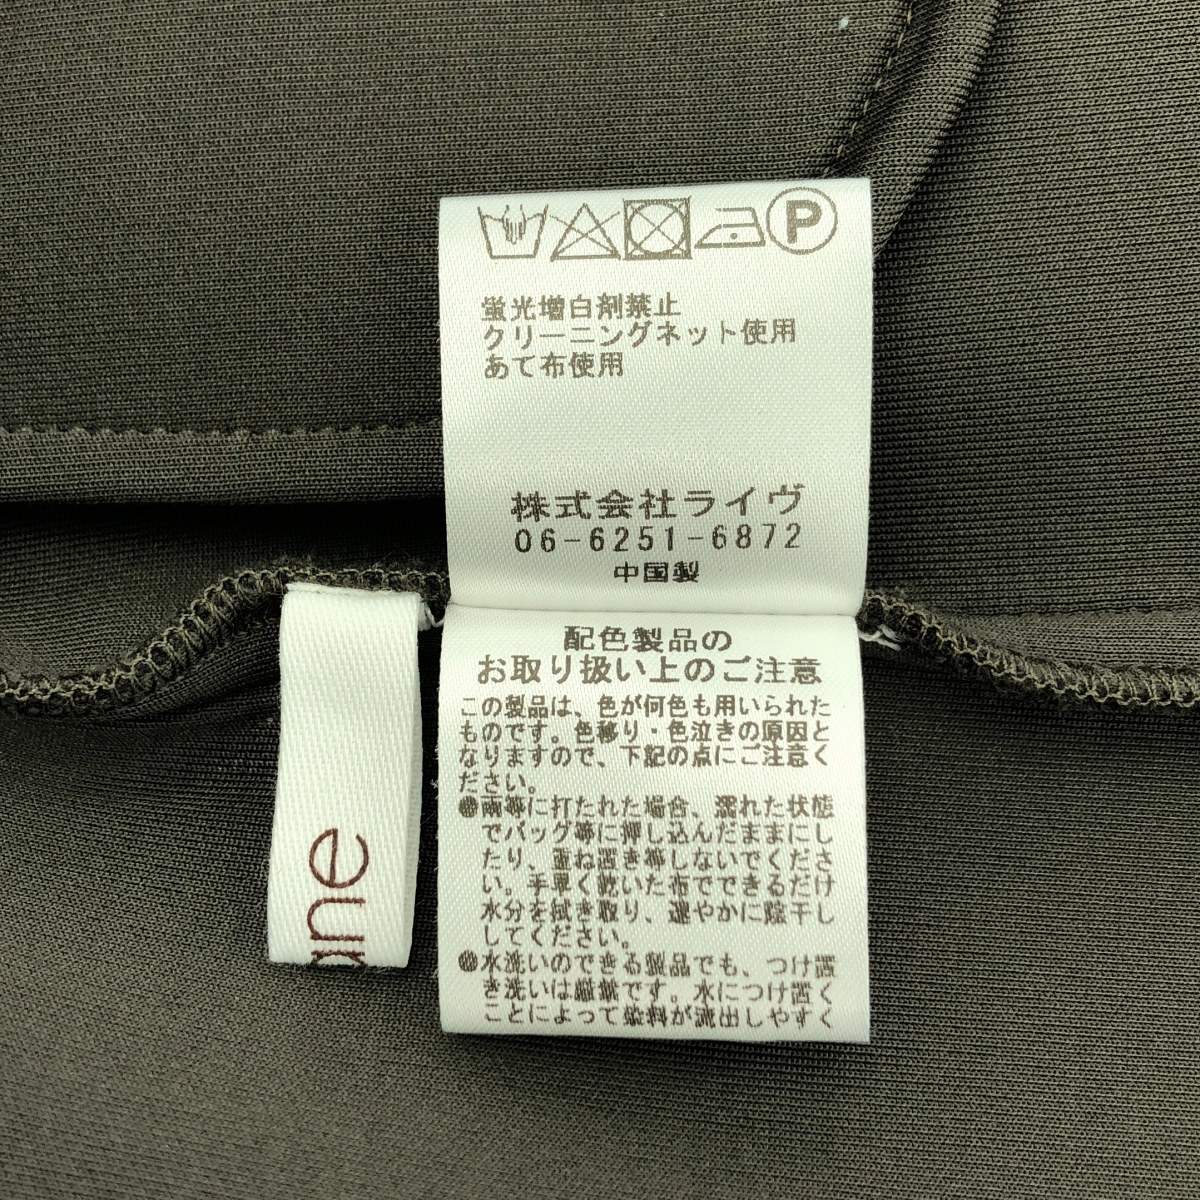 P
蛍光増白剤禁止
クリーニングネット使用
あて布使用
株式会社ライヴ
06-6251-6872
中国製
配色製品の
お取り扱い上のご注意
この製品は、色が何色も用いられた
ものです。色移り・色泣きの原因と
なりますので、下記の点にご注意く
ださい。
●雨等に打たれた場合、濡れた状態
でバッグ等に押し込んだままにし
たり、重ね置き等しないでくださ
い。手早く乾いた布でできるだけ
水分を拭き取り、速やかに陰干し
してください。
●水洗いのできる製品でも、つけ置
き洗いは厳禁です。水につけ置く
ことによって染料が流出しやすく
ane